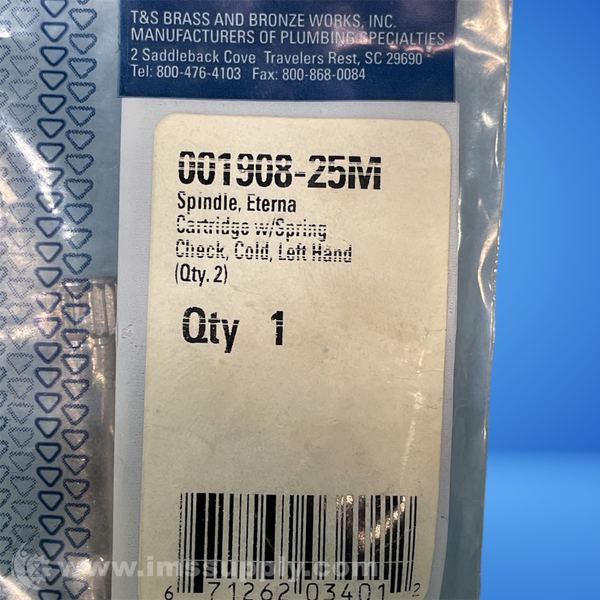 T&S BRASS AND BRONZE WORKS, INC.
MANUFACTURERS OF PLUMBING SPECIALTIES
2 Saddleback Cove Travelers Rest, SC 29690
Tel: 800-476-4103 Fax: 800-868-0084
001908-25M
Spindle, Eterna
Cartridge w/Spring
Check, Cold, Left Hand
(Qty. 2)
Qty 1
www.imssupply.com
6 71262 03401 2